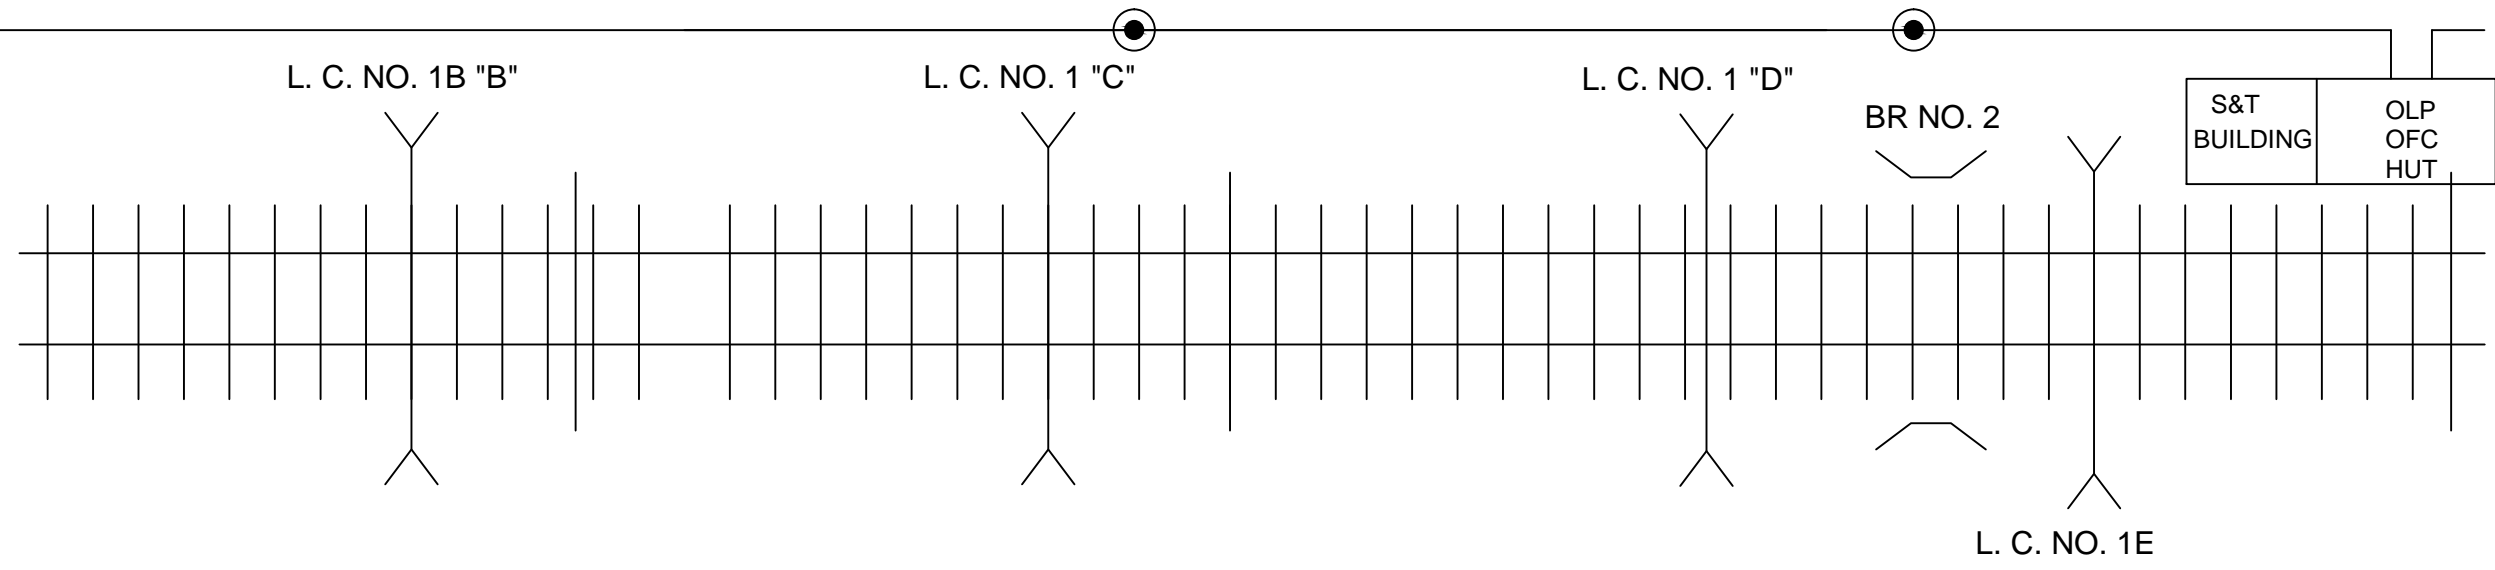 L. C. NO. 1B "B"
L. C. NO. 1 "C"
L. C. NO. 1 "D"
BR NO. 2
S&T
BUILDING
OLP
OFC
HUT
L. C. NO. 1E